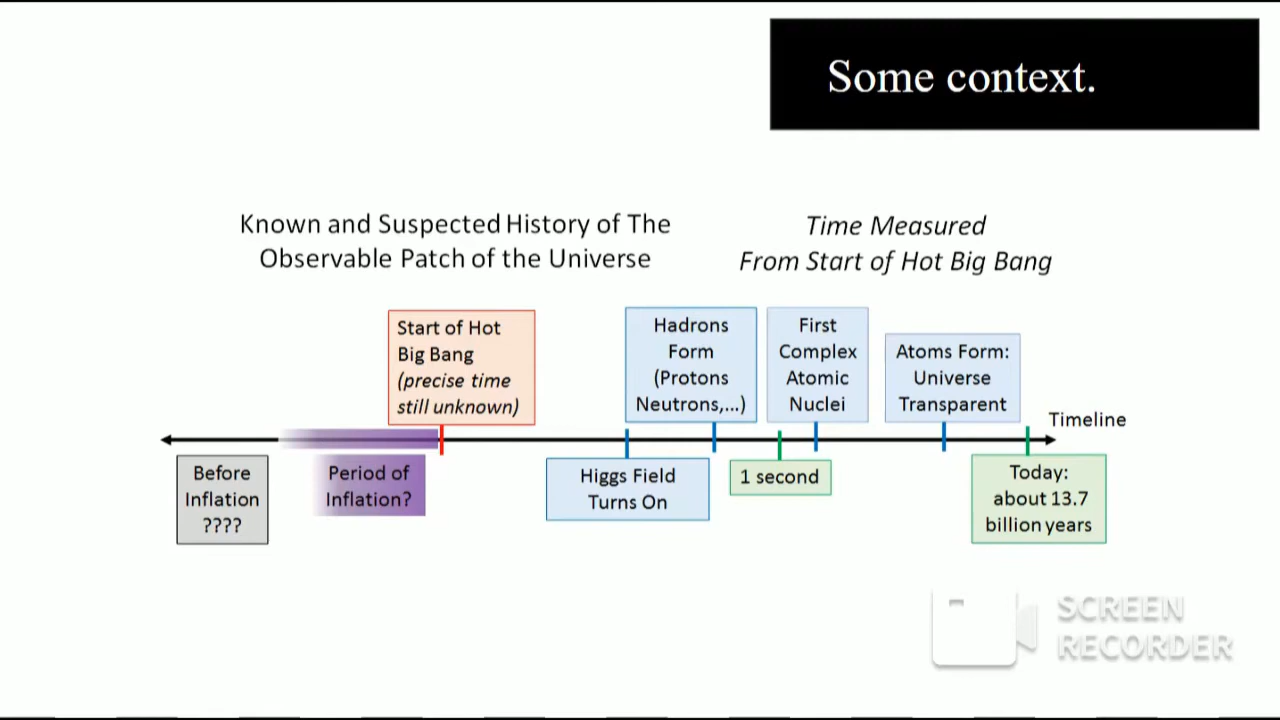 Some context.
Known and Suspected History of The
Observable Patch of the Universe
Time Measured
From Start of Hot Big Bang
Start of Hot
Big Bang
(precise time
still unknown)
Hadrons
Form
(Protons
Neutrons,...)
First
Complex
Atomic
Nuclei
Atoms Form:
Universe
Transparent
Timeline
Before
Inflation
????
Period of
Inflation?
Higgs Field
Turns On
1 second
Today:
about 13.7
billion years
SCREEN
RECORDER